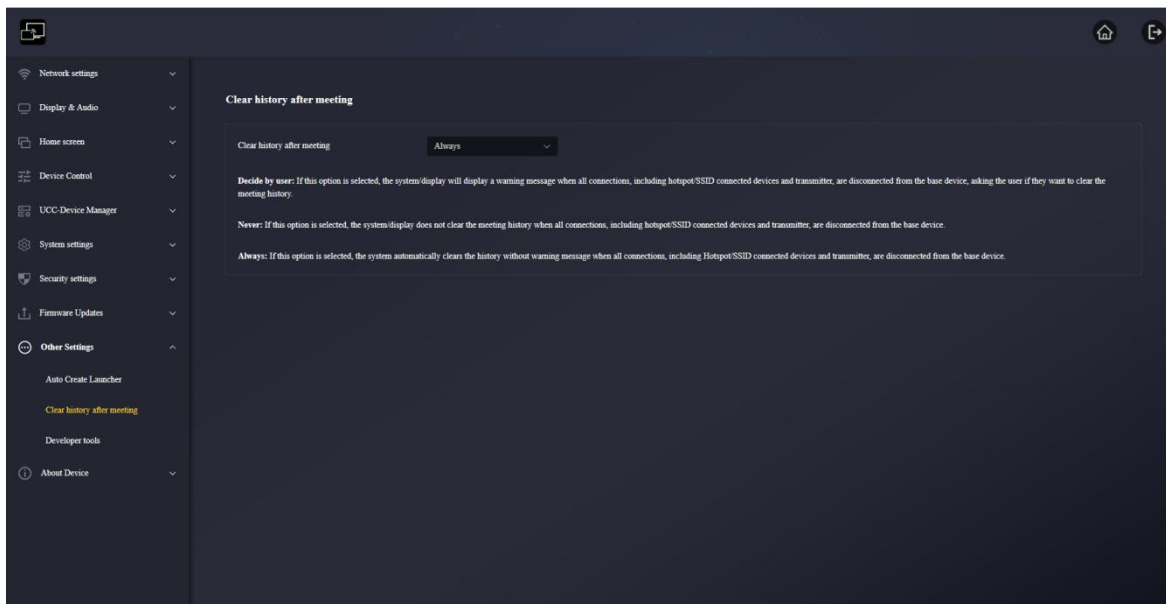 Network settings
Display & Audio
Home screen
Device Control
UCC-Device Manager
System settings
Security settings
Firmware Updates
Other Settings
Auto Create Launcher
Clear history after meeting
Developer tools
About Device
Clear history after meeting
Clear history after meeting
Always
Decide by user: If this option is selected, the system/display will display a warning message when all connections, including hotspot/SSID connected devices and transmitter, are disconnected from the base device, asking the user if they want to clear the
meeting history.
Never: If this option is selected, the system/display does not clear the meeting history when all connections, including hotspot/SSID connected devices and transmitter, are disconnected from the base device.
Always: If this option is selected, the system automatically clears the history without warning message when all connections, including Hotspot/SSID connected devices and transmitter, are disconnected from the base device.